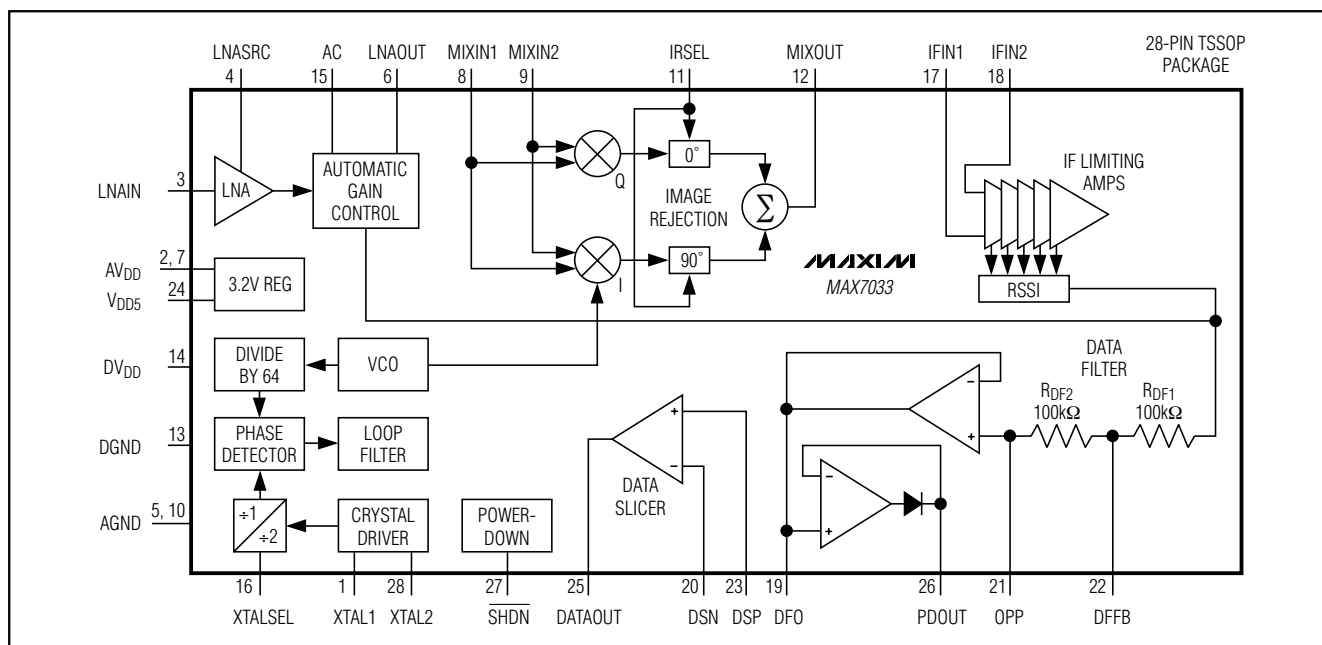 LNASRC
4
AC
15
LNAOUT
6
MIXIN1
8
MIXIN2
9
IRSEL
11
MIXOUT
12
IFIN1
17
IFIN2
18
28-PIN TSSOP
PACKAGE
LNAIN
3
LNA
AUTOMATIC
GAIN
CONTROL
Q
0°
IMAGE
REJECTION
Σ
I
90°
IF LIMITING
AMPS
RSSI
MAXIM
MAX7033
AVDD
2, 7
VDD5
24
3.2V REG
DVDD
14
DIVIDE
BY 64
VCO
DGND
13
PHASE
DETECTOR
LOOP
FILTER
AGND
5, 10
÷1
÷2
CRYSTAL
DRIVER
POWER-
DOWN
+
−
DATA
SLICER
−
+
−
+
DATA
FILTER
RDF2
100kΩ
RDF1
100kΩ
16
XTALSEL
1
XTAL1
28
XTAL2
27
SHDN
25
DATAOUT
20
DSN
23
DSP
19
DFO
26
PDOUT
21
OPP
22
DFFB